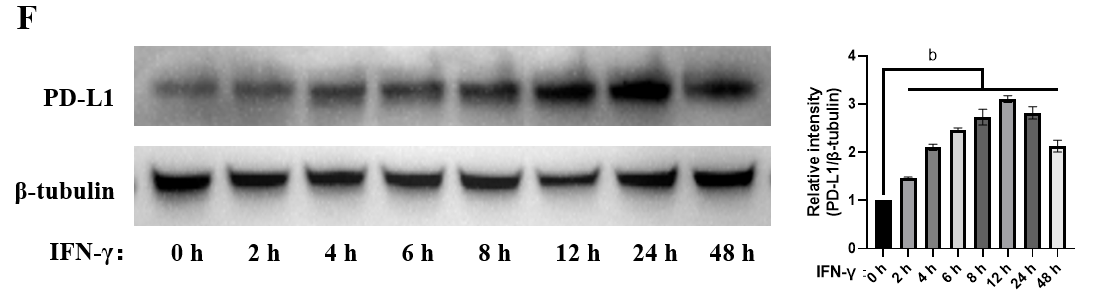 F
PD-L1
β-tubulin
IFN-γ: 0 h 2 h 4 h 6 h 8 h 12 h 24 h 48 h
b
Relative intensity
(PD-L1/β-tubulin)
4
3
2
1
0
IFN-γ : 0 h 2 h 4 h 6 h 8 h 12 h 24 h 48 h